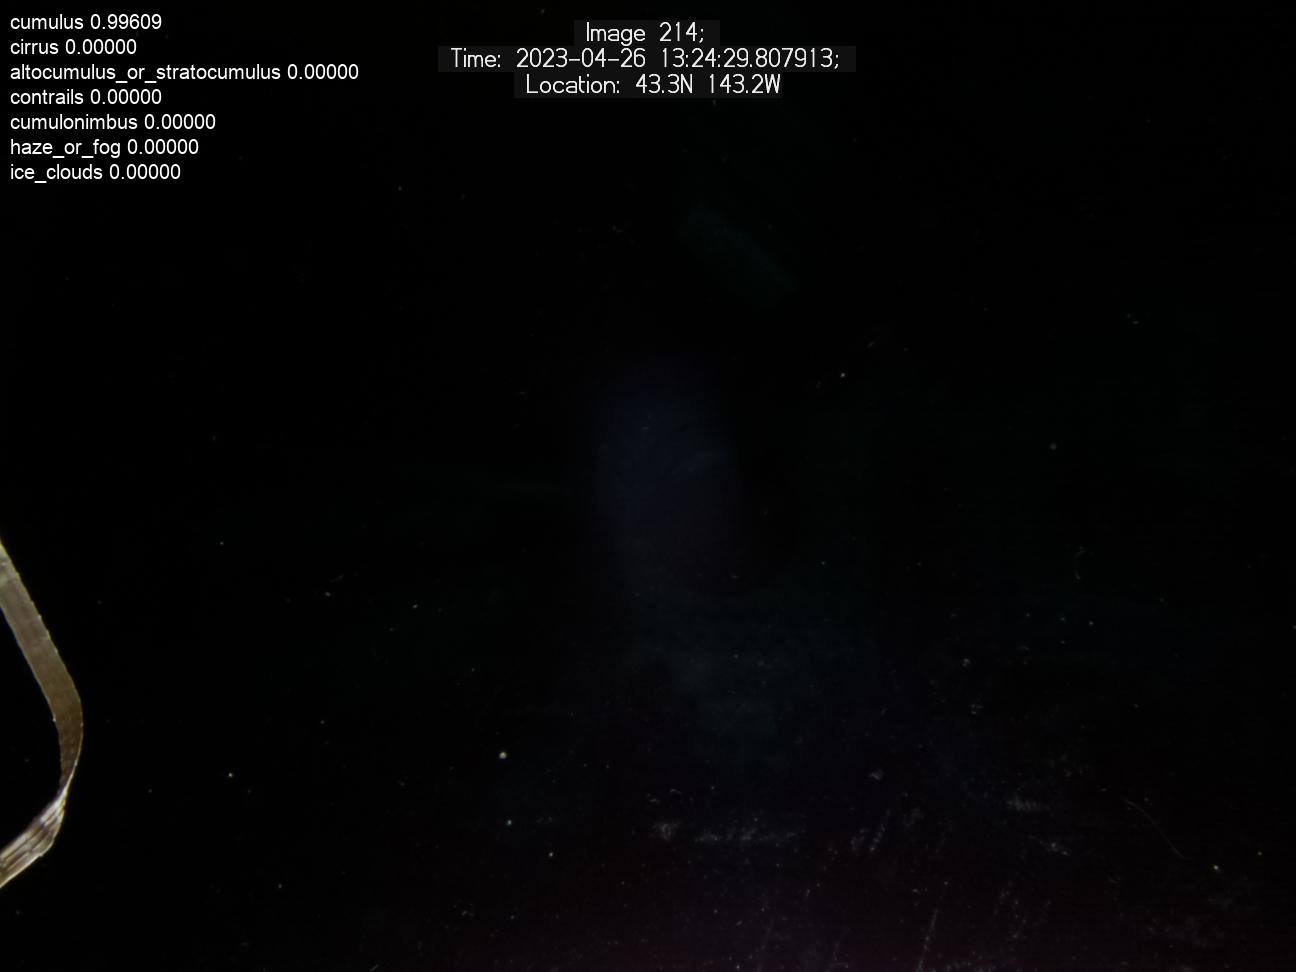 cumulus 0.99609
cirrus 0.00000
altocumulus_or_stratocumulus 0.00000
contrails 0.00000
cumulonimbus 0.00000
haze_or_fog 0.00000
ice_clouds 0.00000
Image 214;
Time: 2023-04-26 13:24:29.807913;
Location: 43.3N 143.2W